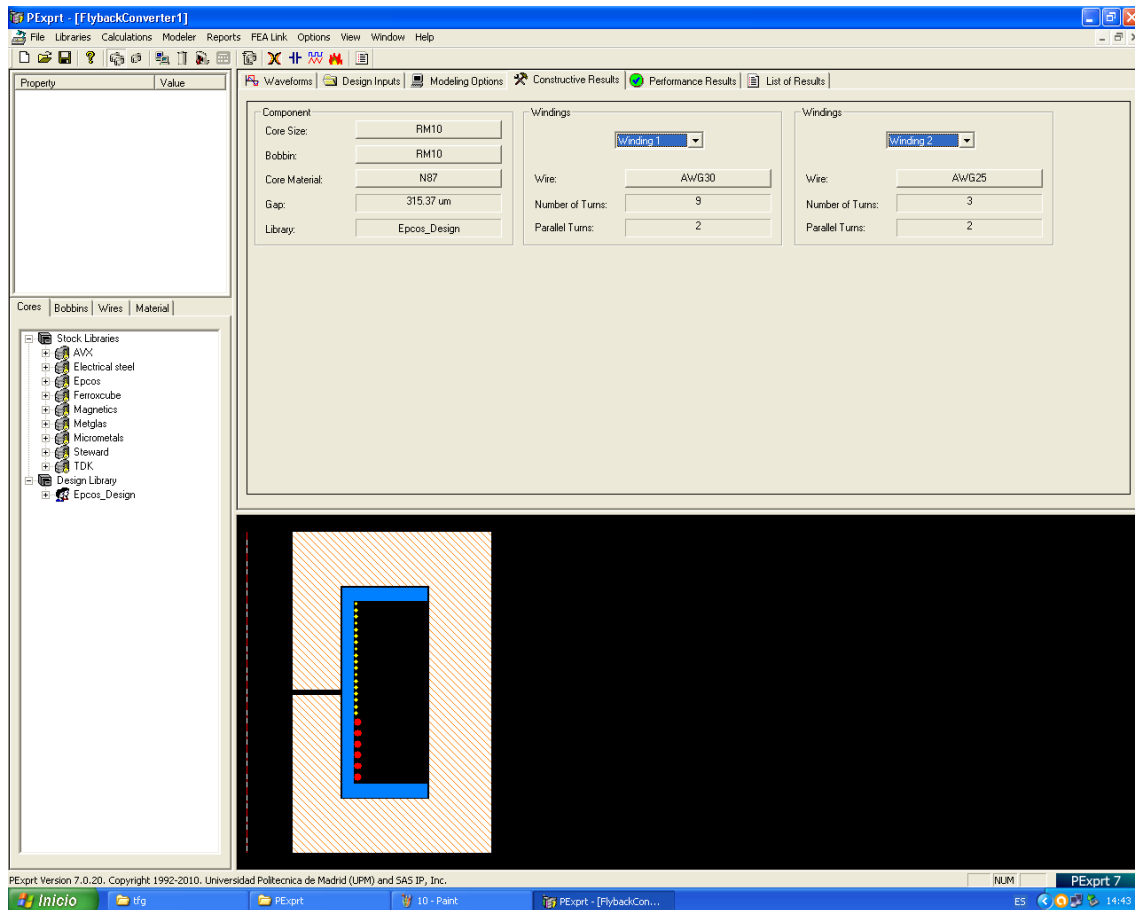 PExprt - [FlybackConverter1]
File Libraries Calculations Modeler Reports FEA Link Options View Window Help
Property Value
Waveforms Design Inputs Modeling Options Constructive Results Performance Results List of Results
Component
Core Size: RM10
Bobbin: RM10
Core Material: N87
Gap: 315.37 um
Library: Epcos_Design
Windings
Winding 1
Wire: AWG30
Number of Turns: 9
Parallel Turns: 2
Windings
Winding 2
Wire: AWG25
Number of Turns: 3
Parallel Turns: 2
Cores Bobbins Wires Material
Stock Libraries
AVX
Electrical steel
Epcos
Ferroxcube
Magnetics
Metglas
Micrometals
Steward
TDK
Design Library
Epcos_Design
PExprt Version 7.0.20. Copyright 1992-2010. Universidad Politecnica de Madrid (UPM) and SAS IP, Inc.
NUM
PExprt 7
Inicio tfg PExprt 10 - Paint PExprt - [FlybackCon... ES 14:43